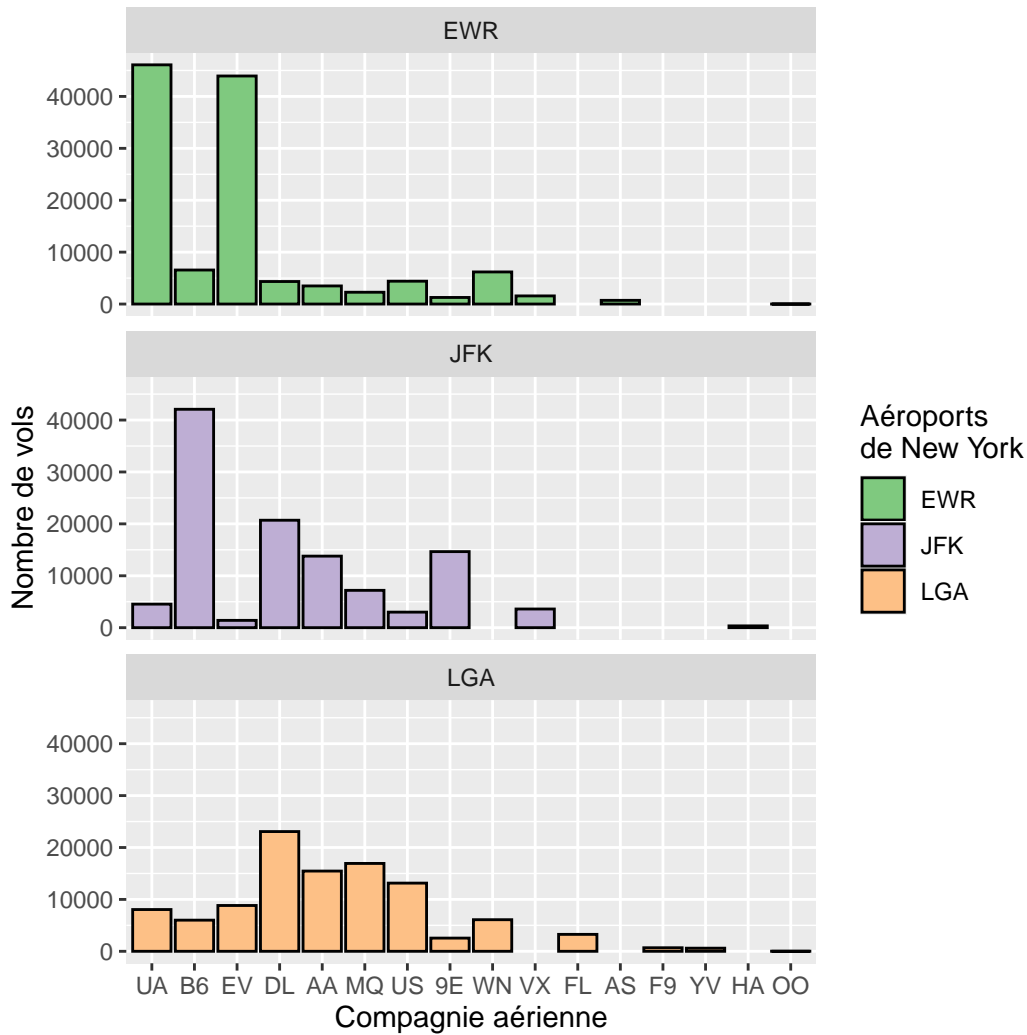 EWR
40000
30000
20000
10000
0
JFK
40000
30000
20000
10000
0
LGA
40000
30000
20000
10000
0
UA B6 EV DL AA MQ US 9E WN VX FL AS F9 YV HA OO
Compagnie aérienne
Nombre de vols
Aéroports
de New York
EWR
JFK
LGA